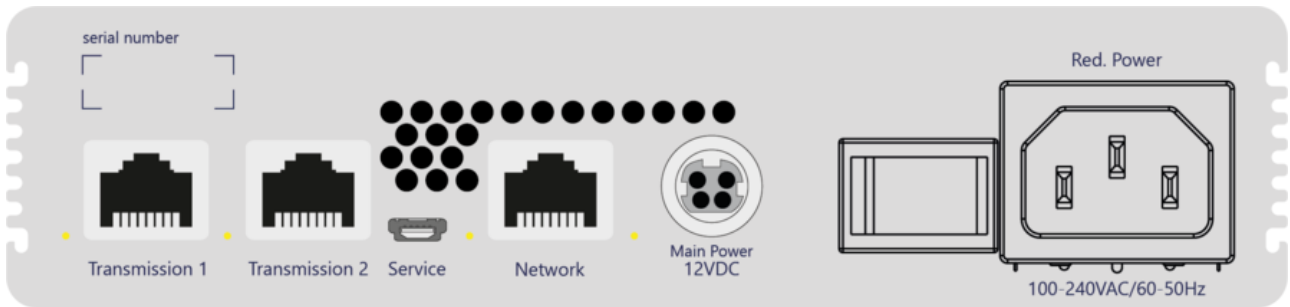 serial number
Red. Power
Transmission 1
Transmission 2
Service
Network
Main Power
12VDC
100-240VAC/60-50Hz